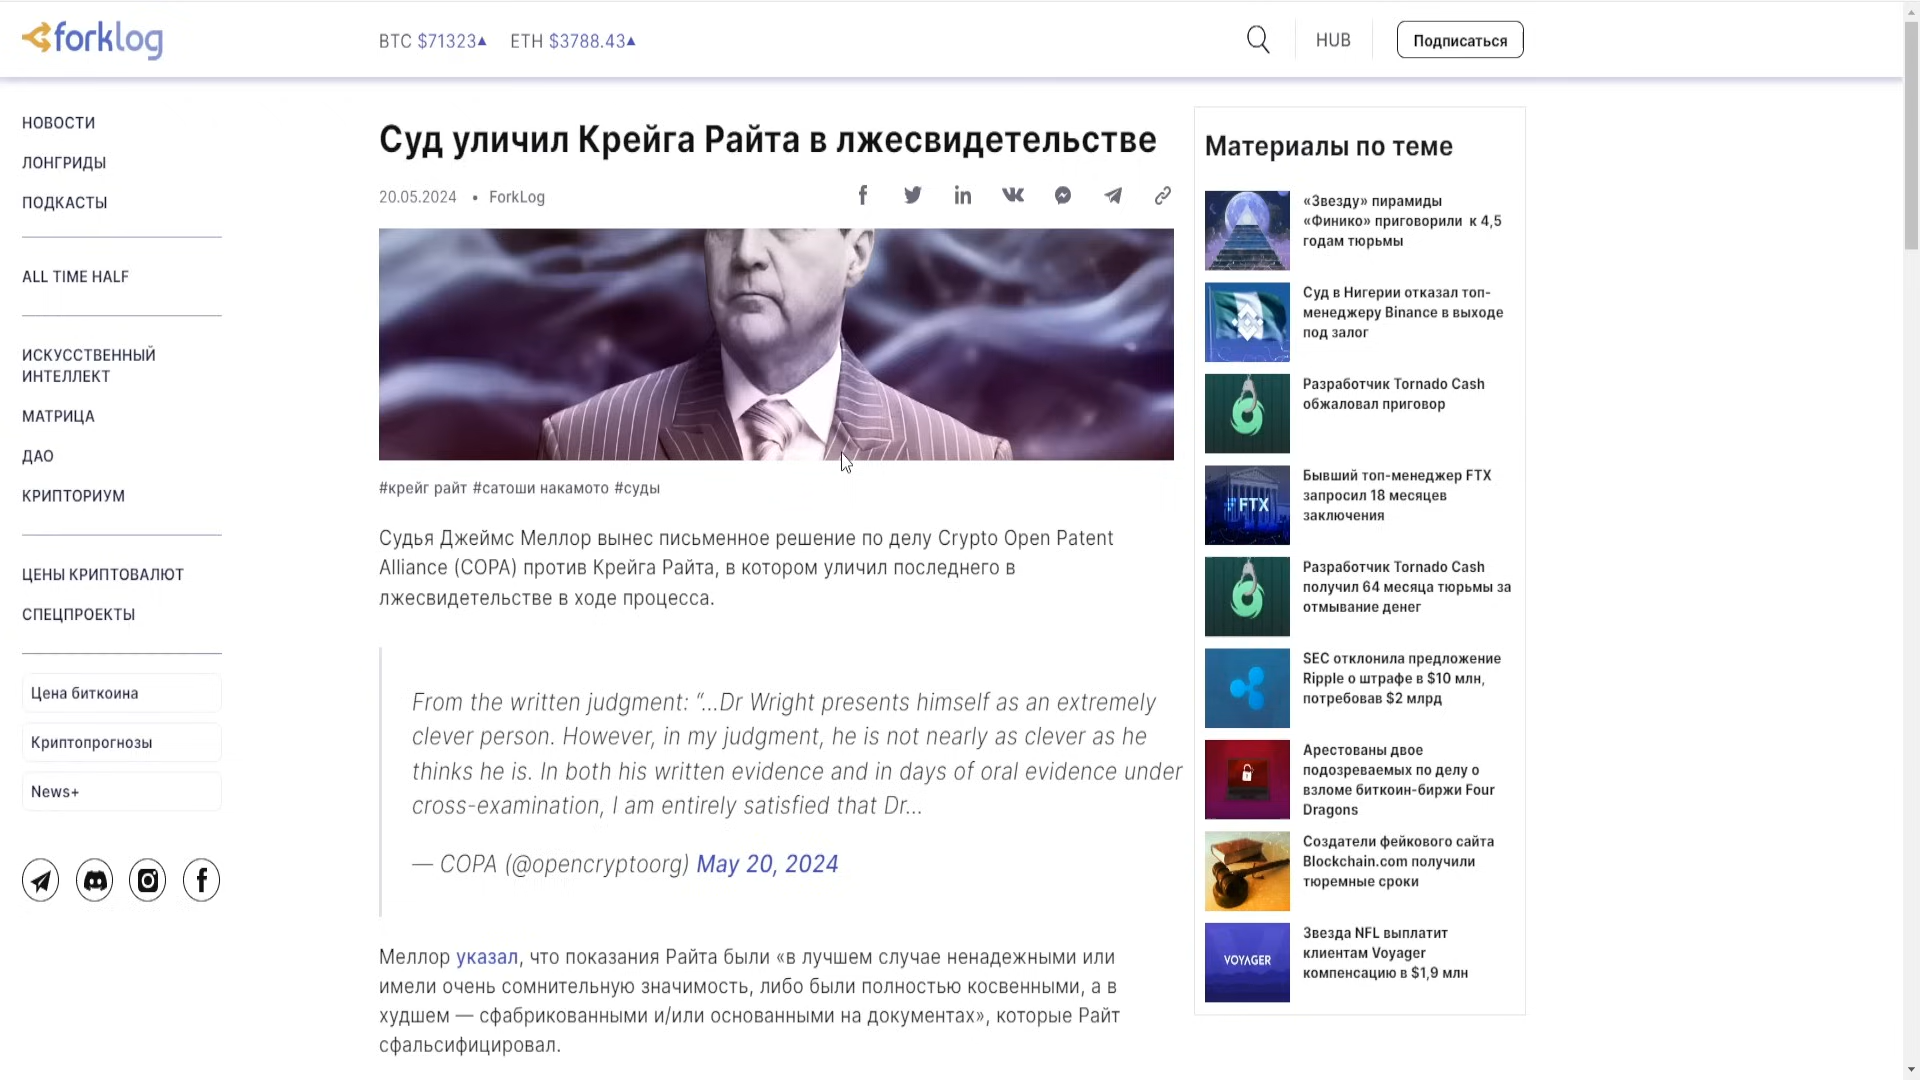 forklog
BTC $71323▲ ETH $3788.43▲
HUB
Подписаться
НОВОСТИ
ЛОНГРИДЫ
ПОДКАСТЫ
ALL TIME HALF
ИСКУССТВЕННЫЙ
ИНТЕЛЛЕКТ
МАТРИЦА
ДАО
КРИПТОРИУМ
ЦЕНЫ КРИПТОВАЛЮТ
СПЕЦПРОЕКТЫ
Цена биткоина
Криптопрогнозы
News+
Суд уличил Крейга Райта в лжесвидетельстве
20.05.2024 • ForkLog
#крейг райт #сатоши накамото #суды
Судья Джеймс Меллор вынес письменное решение по делу Crypto Open Patent
Alliance (COPA) против Крейга Райта, в котором уличил последнего в
лжесвидетельстве в ходе процесса.
From the written judgment: “...Dr Wright presents himself as an extremely
clever person. However, in my judgment, he is not nearly as clever as he
thinks he is. In both his written evidence and in days of oral evidence under
cross-examination, I am entirely satisfied that Dr...
— COPA (@opencryptoorg) May 20, 2024
Меллор указал, что показания Райта были «в лучшем случае ненадежными или
имели очень сомнительную значимость, либо были полностью косвенными, а в
худшем — сфабрикованными и/или основанными на документах», которые Райт
сфальсифицировал.
Материалы по теме
«Звезду» пирамиды
«Финико» приговорили к 4,5
годам тюрьмы
Суд в Нигерии отказал топ-
менеджеру Binance в выходе
под залог
Разработчик Tornado Cash
обжаловал приговор
FTX
Бывший топ-менеджер FTX
запросил 18 месяцев
заключения
Разработчик Tornado Cash
получил 64 месяца тюрьмы за
отмывание денег
SEC отклонила предложение
Ripple о штрафе в $10 млн,
потребовав $2 млрд
Арестованы двое
подозреваемых по делу о
взломе биткоин-биржи Four
Dragons
Создатели фейкового сайта
Blockchain.com получили
тюремные сроки
VOYAGER
Звезда NFL выплатит
клиентам Voyager
компенсацию в $1,9 млн